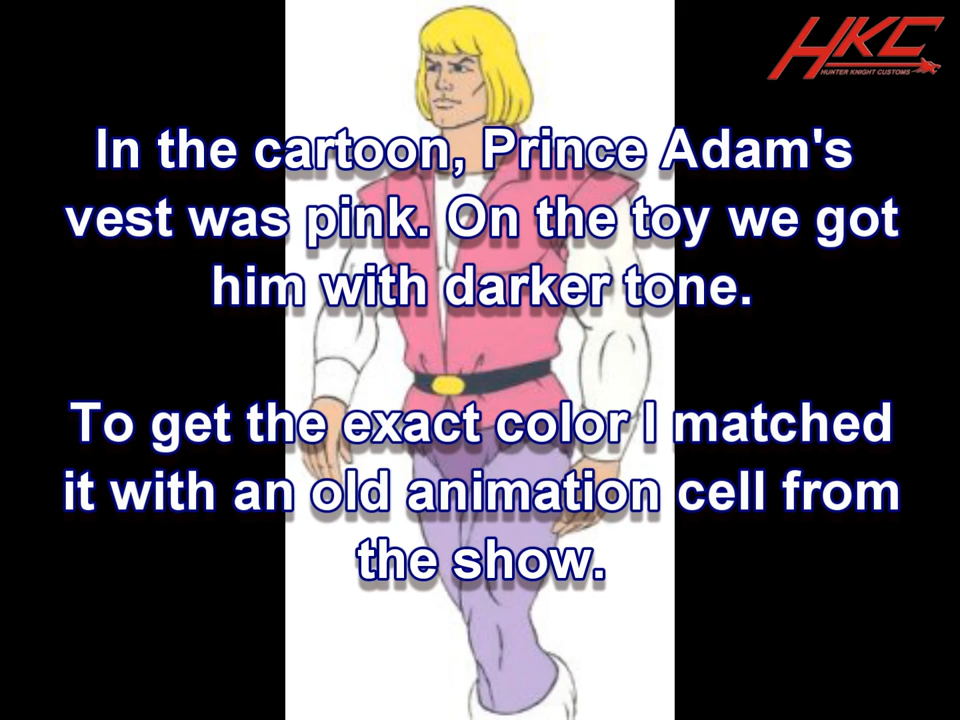 HKC
HUNTER KNIGHT CUSTOMS
In the cartoon, Prince Adam's
vest was pink. On the toy we got
him with darker tone.
To get the exact color I matched
it with an old animation cell from
the show.